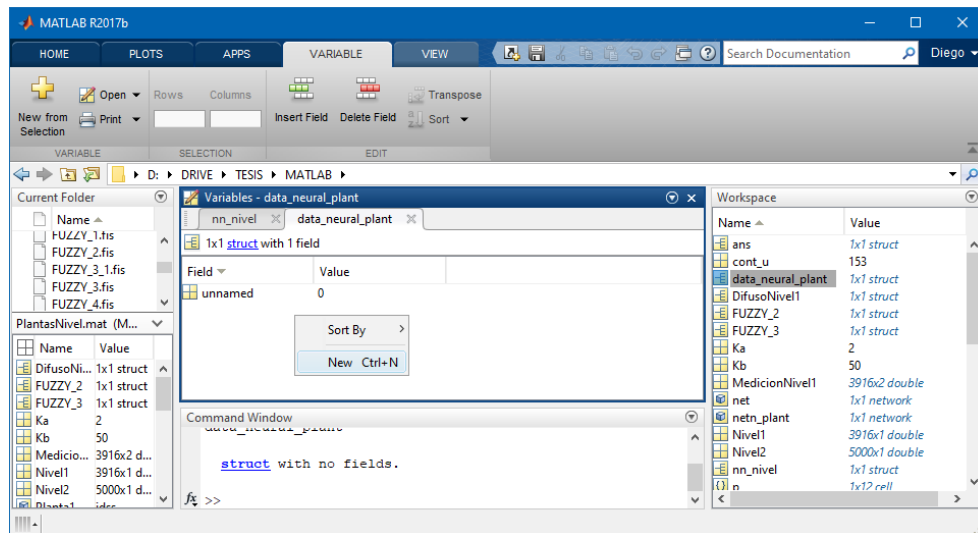 MATLAB R2017b
HOME PLOTS APPS VARIABLE VIEW Search Documentation Diego
New from Selection Open Print Rows Columns Insert Field Delete Field Transpose Sort
VARIABLE SELECTION EDIT
D: DRIVE TESIS MATLAB
Current Folder
Name
FUZZY_1.fis
FUZZY_2.fis
FUZZY_3_1.fis
FUZZY_3.fis
FUZZY_4.fis
PlantasNivel.mat (M...
Name Value
DifusoNi... 1x1 struct
FUZZY_2 1x1 struct
FUZZY_3 1x1 struct
Ka 2
Kb 50
Medicio... 3916x2 d...
Nivel1 3916x1 d...
Nivel2 5000x1 d...
Planta1 idss
Variables - data_neural_plant
nn_nivel data_neural_plant
1x1 struct with 1 field
Field Value
unnamed 0
Sort By
New Ctrl+N
Command Window
data_neural_plant
struct with no fields.
fx >>
Workspace
Name Value
ans 1x1 struct
cont_u 153
data_neural_plant 1x1 struct
DifusoNivel1 1x1 struct
FUZZY_2 1x1 struct
FUZZY_3 1x1 struct
Ka 2
Kb 50
MedicionNivel1 3916x2 double
net 1x1 network
netn_plant 1x1 network
Nivel1 3916x1 double
Nivel2 5000x1 double
nn_nivel 1x1 struct
p 1x12 cell